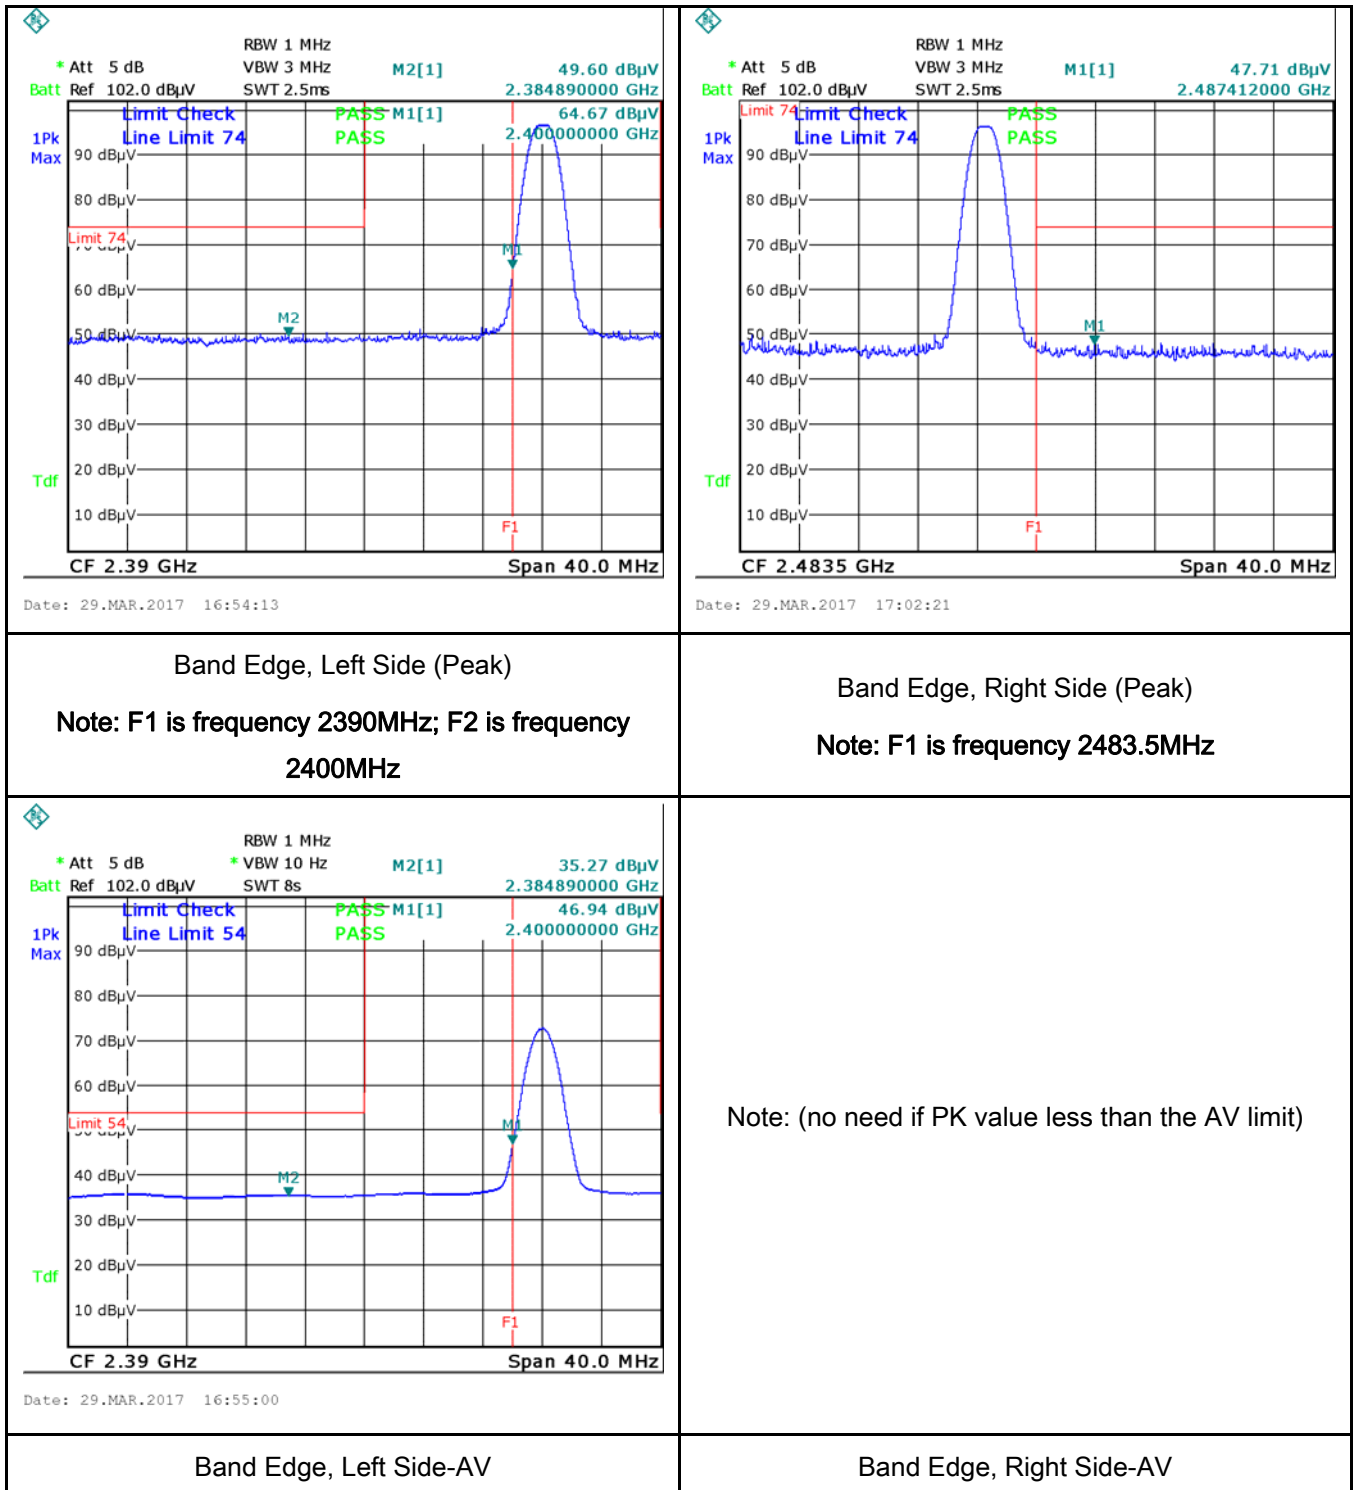 RBW 1 MHz
* Att 5 dB VBW 3 MHz M2[1] 49.60 dBµV
Batt Ref 102.0 dBµV SWT 2.5ms 2.384890000 GHz
Limit Check PASS M1[1] 64.67 dBµV
1Pk Line Limit 74 PASS 2.400000000 GHz
Max 90 dBµV
80 dBµV
Limit 74
70 dBµV
M1
60 dBµV
M2
50 dBµV
40 dBµV
30 dBµV
20 dBµV
Tdf
10 dBµV
F1
CF 2.39 GHz Span 40.0 MHz
Date: 29.MAR.2017 16:54:13
RBW 1 MHz
* Att 5 dB VBW 3 MHz M1[1] 47.71 dBµV
Batt Ref 102.0 dBµV SWT 2.5ms 2.487412000 GHz
Limit 74 Limit Check PASS
1Pk Line Limit 74 PASS
Max 90 dBµV
80 dBµV
70 dBµV
60 dBµV
M1
50 dBµV
40 dBµV
30 dBµV
20 dBµV
Tdf
10 dBµV
F1
CF 2.4835 GHz Span 40.0 MHz
Date: 29.MAR.2017 17:02:21
Band Edge, Left Side (Peak)
Note: F1 is frequency 2390MHz; F2 is frequency
2400MHz
Band Edge, Right Side (Peak)
Note: F1 is frequency 2483.5MHz
RBW 1 MHz
* Att 5 dB * VBW 10 Hz M2[1] 35.27 dBµV
Batt Ref 102.0 dBµV SWT 8s 2.384890000 GHz
Limit Check PASS M1[1] 46.94 dBµV
1Pk Line Limit 54 PASS 2.400000000 GHz
Max 90 dBµV
80 dBµV
70 dBµV
60 dBµV
Limit 54
50 dBµV
M1
40 dBµV
M2
30 dBµV
20 dBµV
Tdf
10 dBµV
F1
CF 2.39 GHz Span 40.0 MHz
Date: 29.MAR.2017 16:55:00
Note: (no need if PK value less than the AV limit)
Band Edge, Left Side-AV
Band Edge, Right Side-AV